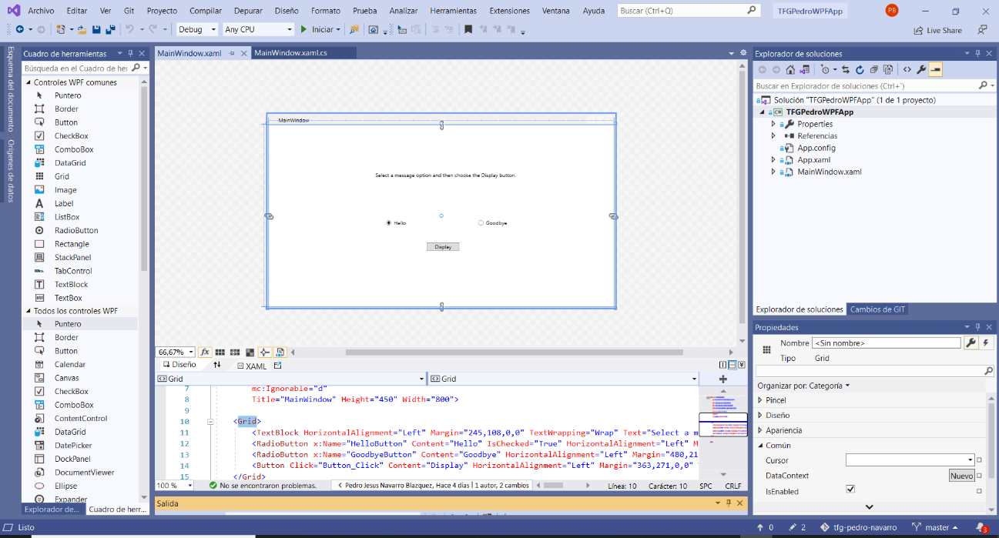 Archivo Editar Ver Git Proyecto Compilar Depurar Diseño Formato Prueba Analizar Herramientas Extensiones Ventana Ayuda Buscar (Ctrl+Q) TFGPedroWPFApp PB
Debug Any CPU Iniciar Live Share
Esquema del documento
Orígenes de datos
Cuadro de herramientas
Búsqueda en el Cuadro de her
Controles WPF comunes
Puntero
Border
Button
CheckBox
ComboBox
DataGrid
Grid
Image
Label
ListBox
RadioButton
Rectangle
StackPanel
TabControl
TextBlock
TextBox
Todos los controles WPF
Puntero
Border
Button
Calendar
Canvas
CheckBox
ComboBox
ContentControl
DataGrid
DatePicker
DockPanel
DocumentViewer
Ellipse
Expander
Explorador de... Cuadro de herr...
MainWindow.xaml MainWindow.xaml.cs
MainWindow
Select a message option and then choose the Display button.
Hello Goodbye
Display
66,67% fx
Diseño XAML
Grid Grid
7 mc:Ignorable="d"
8 Title="MainWindow" Height="450" Width="800">
9
10 <Grid>
11 <TextBlock HorizontalAlignment="Left" Margin="245,108,0,0" TextWrapping="Wrap" Text="Select a m
12 <RadioButton x:Name="HelloButton" Content="Hello" IsChecked="True" HorizontalAlignment="Left" M
13 <RadioButton x:Name="GoodbyeButton" Content="Goodbye" HorizontalAlignment="Left" Margin="480,21
14 <Button Click="Button_Click" Content="Display" HorizontalAlignment="Left" Margin="363,271,0,0"
15 </Grid>
100 % No se encontraron problemas. Pedro Jesus Navarro Blazquez, Hace 4 días | 1 autor, 2 cambios Línea: 10 Carácter: 10 SPC CRLF
Salida
Explorador de soluciones
Buscar en Explorador de soluciones (Ctrl+´)
Solución "TFGPedroWPFApp" (1 de 1 proyecto)
TFGPedroWPFApp
Properties
Referencias
App.config
App.xaml
MainWindow.xaml
Explorador de soluciones Cambios de GIT
Propiedades
Nombre <Sin nombre>
Tipo Grid
Organizar por: Categoría
Pincel
Diseño
Apariencia
Común
Cursor
DataContext Nuevo
IsEnabled
Listo 0 2 tfg-pedro-navarro master 3